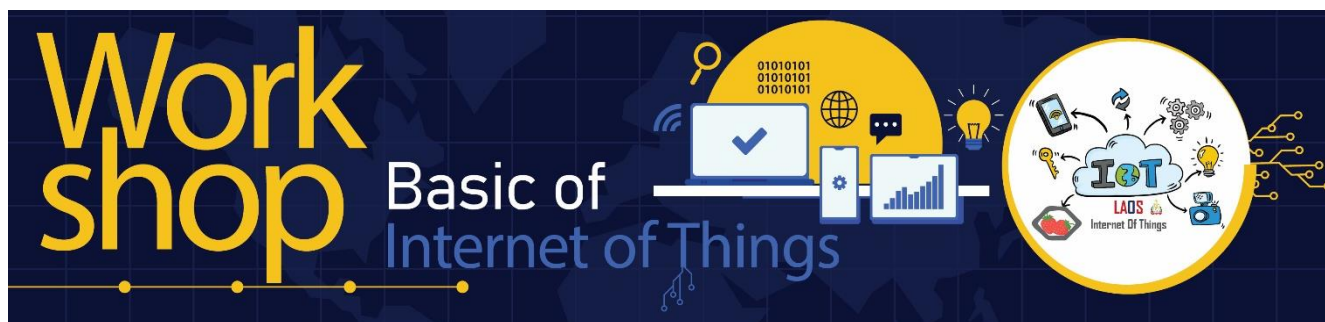 Work
shop
Basic of
Internet of Things
01010101
01010101
01010101
IoT
LAOS
Internet Of Things